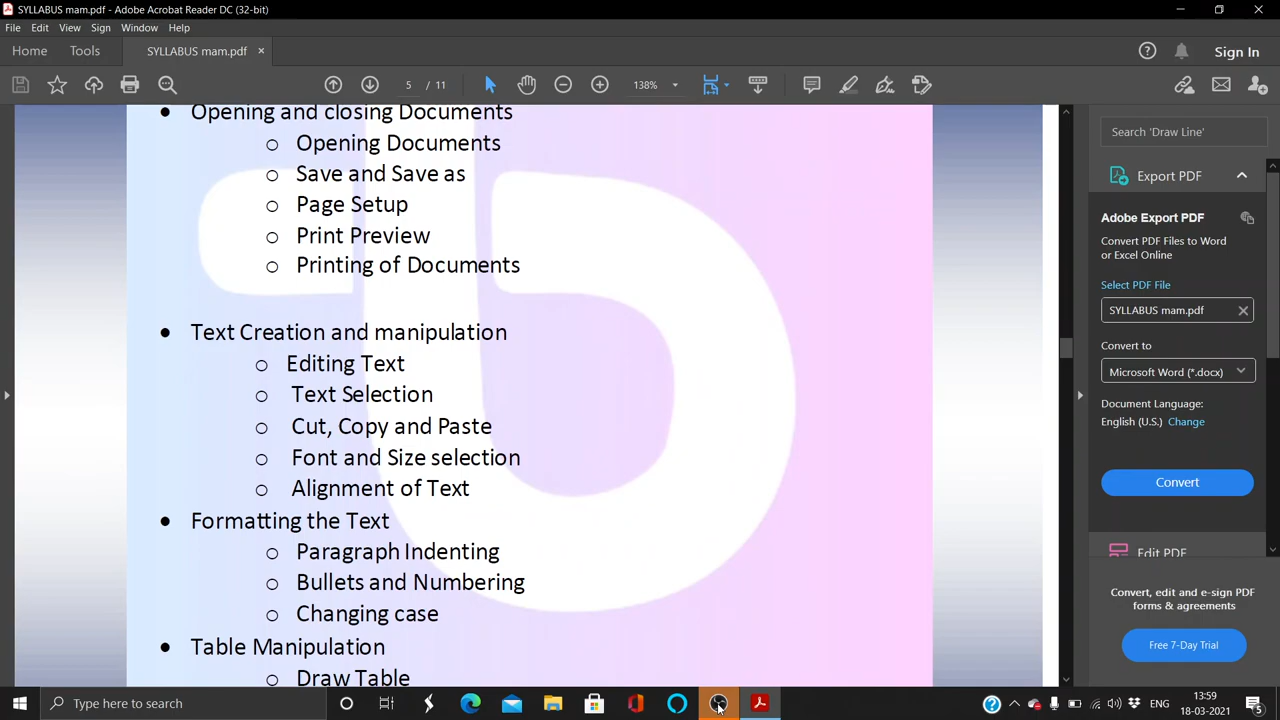 SYLLABUS mam.pdf - Adobe Acrobat Reader DC (32-bit)
File Edit View Sign Window Help
Home Tools SYLLABUS mam.pdf × Sign In
5 / 11 138%
• Opening and closing Documents
o Opening Documents
o Save and Save as
o Page Setup
o Print Preview
o Printing of Documents
• Text Creation and manipulation
o Editing Text
o Text Selection
o Cut, Copy and Paste
o Font and Size selection
o Alignment of Text
• Formatting the Text
o Paragraph Indenting
o Bullets and Numbering
o Changing case
• Table Manipulation
o Draw Table
Search 'Draw Line'
Export PDF
Adobe Export PDF
Convert PDF Files to Word
or Excel Online
Select PDF File
SYLLABUS mam.pdf
Convert to
Microsoft Word (*.docx)
Document Language:
English (U.S.) Change
Convert
Edit PDF
Convert, edit and e-sign PDF
forms & agreements
Free 7-Day Trial
Type here to search
ENG
13:59
18-03-2021
5